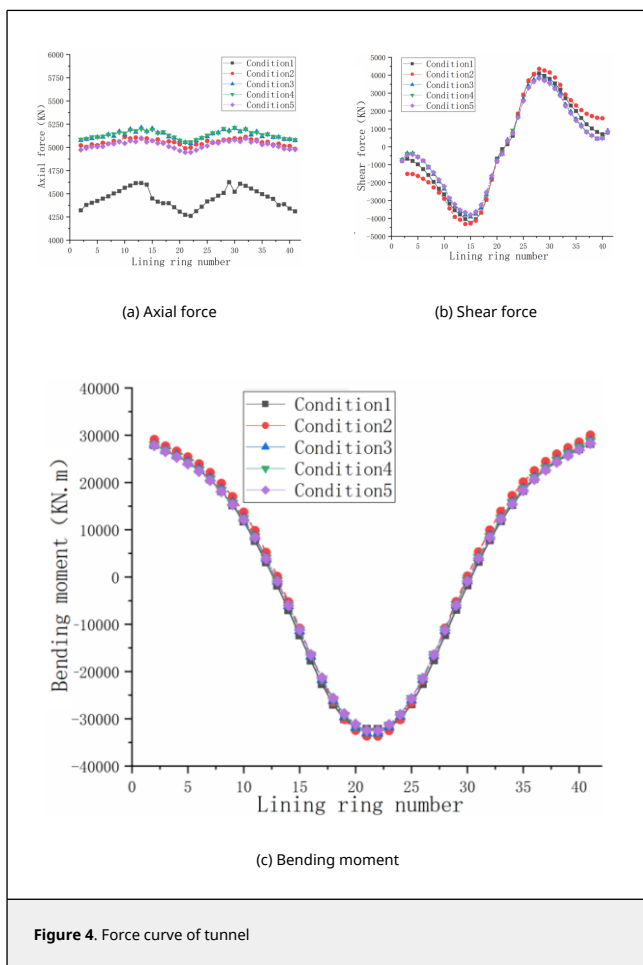 6000
5750
5500
5250
5000
4750
4500
4250
4000
Axial force (KN)
Condition1
Condition2
Condition3
Condition4
Condition5
0 5 10 15 20 25 30 35 40
Lining ring number
(a) Axial force
5000
4000
3000
2000
1000
0
-1000
-2000
-3000
-4000
-5000
Shear force (KN)
Condition1
Condition2
Condition3
Condition4
Condition5
0 5 10 15 20 25 30 35 40
Lining ring number
(b) Shear force
40000
30000
20000
10000
0
-10000
-20000
-30000
-40000
Bending moment (KN.m)
Condition1
Condition2
Condition3
Condition4
Condition5
0 5 10 15 20 25 30 35 40
Lining ring number
(c) Bending moment
Figure 4. Force curve of tunnel